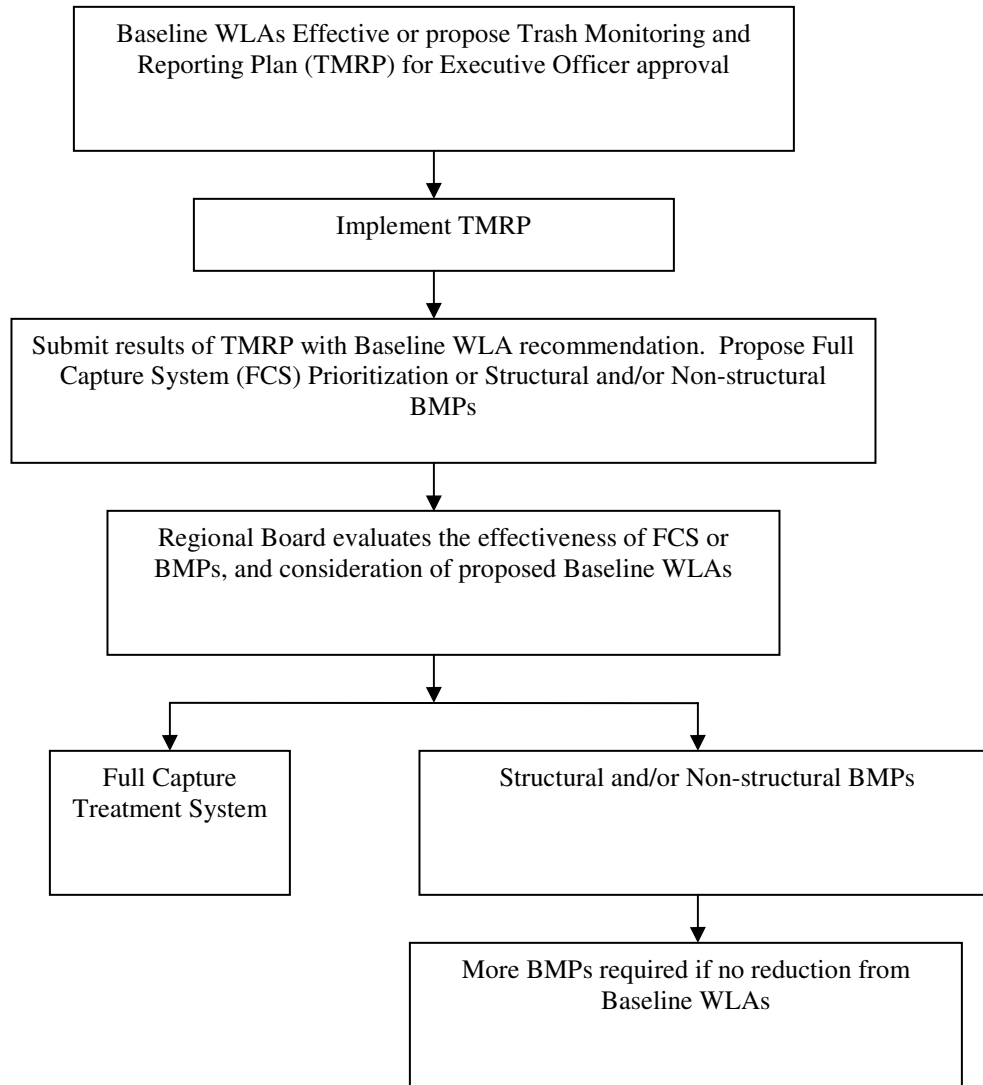 Baseline WLAs Effective or propose Trash Monitoring and
Reporting Plan (TMRP) for Executive Officer approval
Implement TMRP
Submit results of TMRP with Baseline WLA recommendation.  Propose Full
Capture System (FCS) Prioritization or Structural and/or Non-structural
BMPs
Regional Board evaluates the effectiveness of FCS or
BMPs, and consideration of proposed Baseline WLAs
Full Capture
Treatment System
Structural and/or Non-structural BMPs
More BMPs required if no reduction from
Baseline WLAs